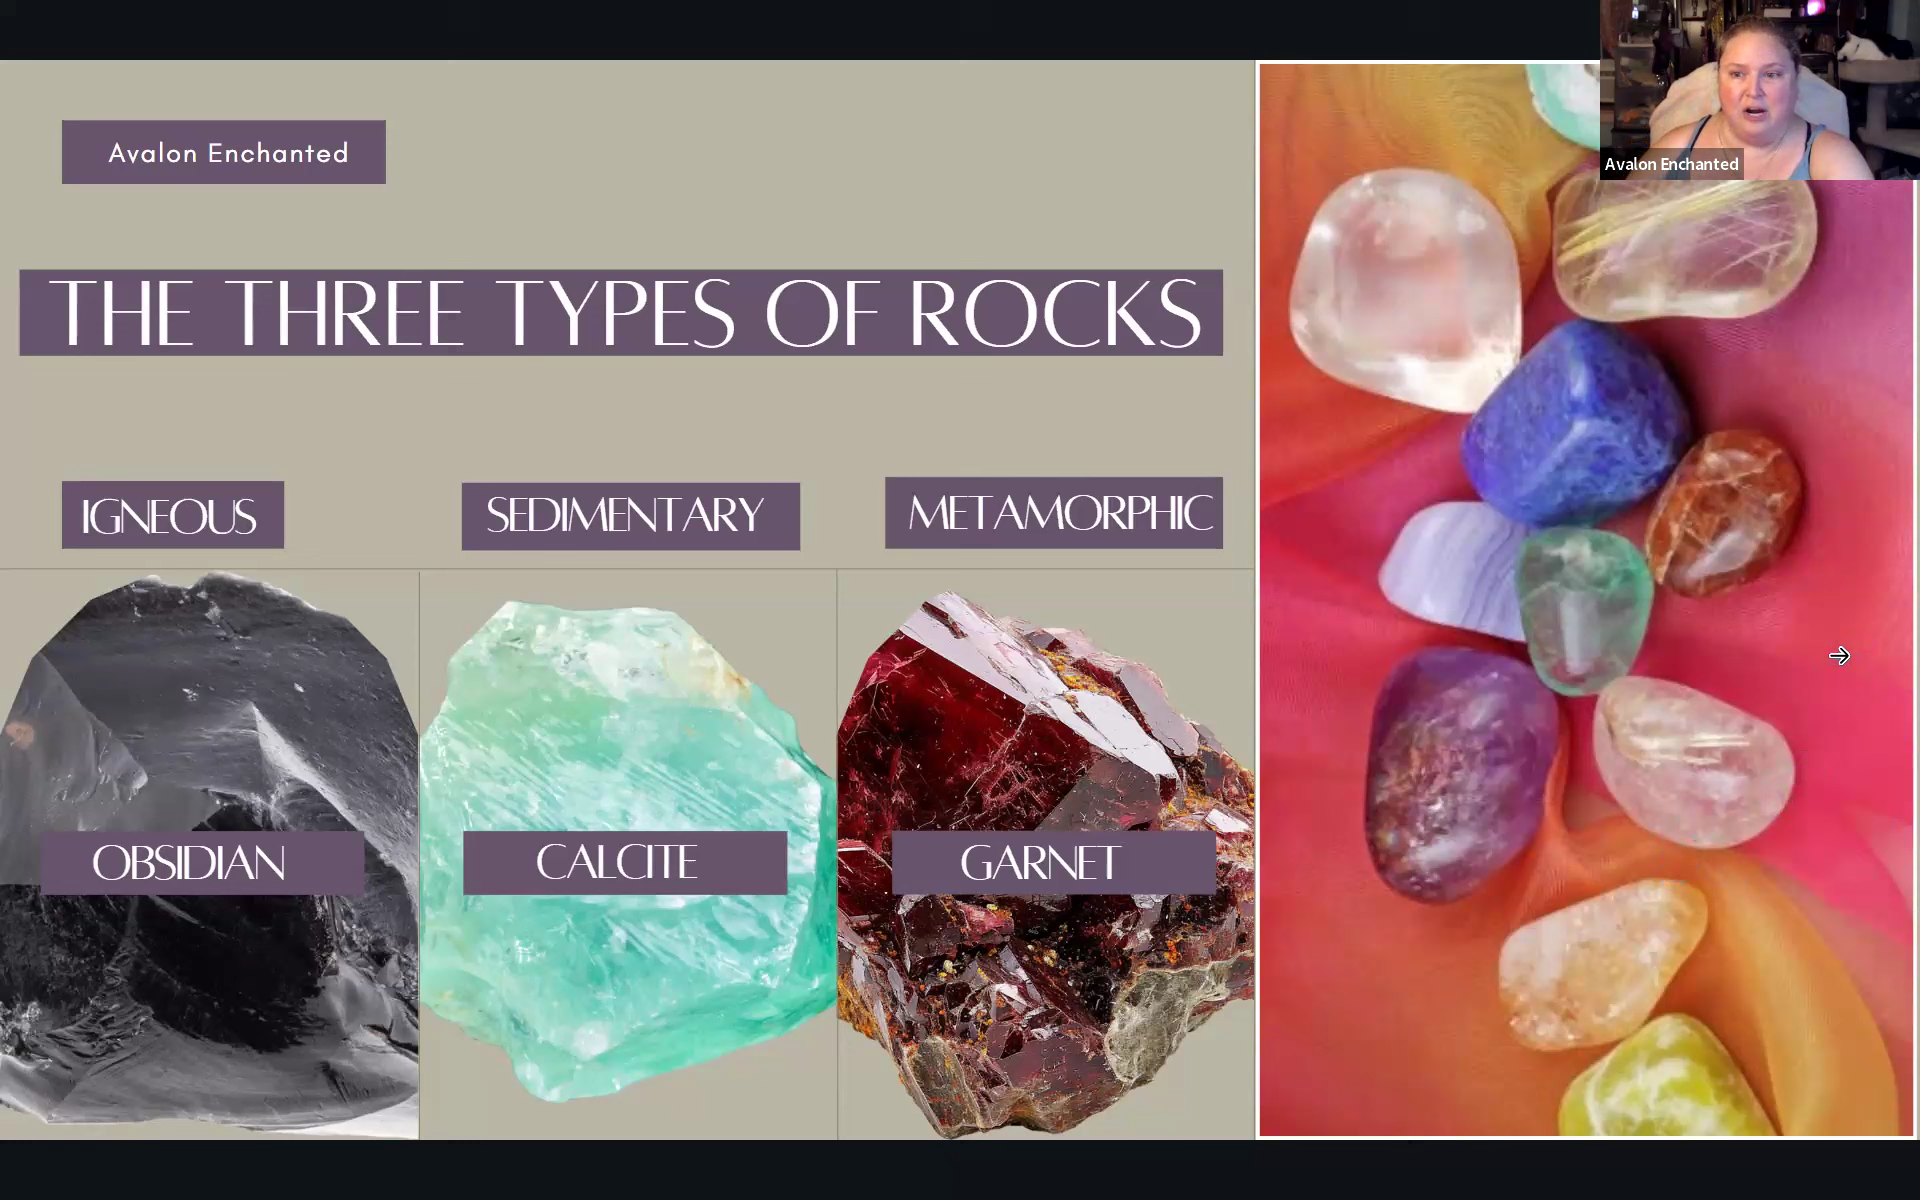 Avalon Enchanted
Avalon Enchanted
THE THREE TYPES OF ROCKS
IGNEOUS
SEDIMENTARY
METAMORPHIC
OBSIDIAN
CALCITE
GARNET